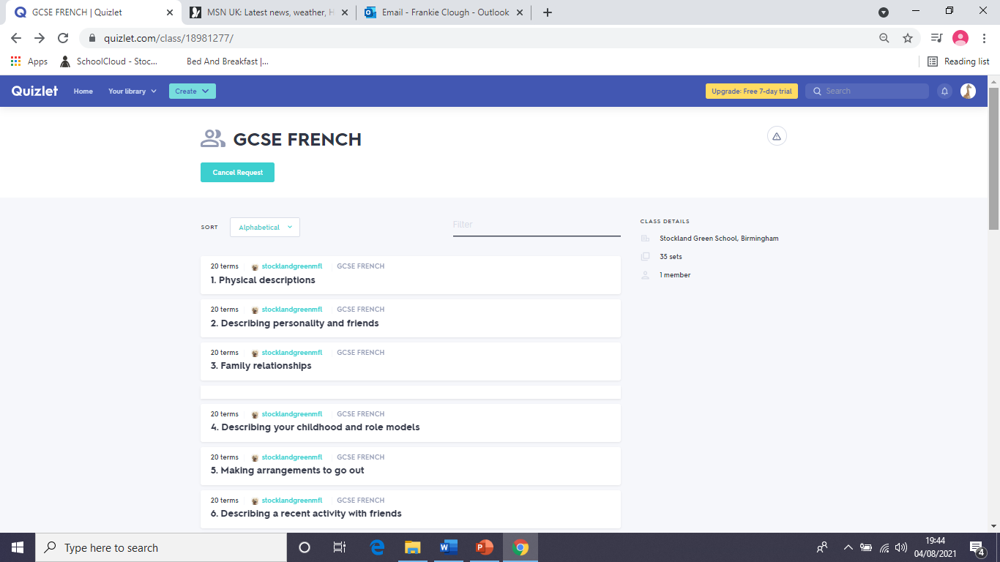 GCSE FRENCH | Quizlet
MSN UK: Latest news, weather, H
Email - Frankie Clough - Outlook
quizlet.com/class/18981277/
Apps
SchoolCloud - Stoc...
Bed And Breakfast |...
Reading list
Quizlet
Home
Your library
Create
Upgrade: Free 7-day trial
Search
GCSE FRENCH
Cancel Request
SORT
Alphabetical
Filter
CLASS DETAILS
Stockland Green School, Birmingham
35 sets
1 member
20 terms stocklandgreenmfl GCSE FRENCH
1. Physical descriptions
20 terms stocklandgreenmfl GCSE FRENCH
2. Describing personality and friends
20 terms stocklandgreenmfl GCSE FRENCH
3. Family relationships
20 terms stocklandgreenmfl GCSE FRENCH
4. Describing your childhood and role models
20 terms stocklandgreenmfl GCSE FRENCH
5. Making arrangements to go out
20 terms stocklandgreenmfl GCSE FRENCH
6. Describing a recent activity with friends
Type here to search
19:44
04/08/2021
4